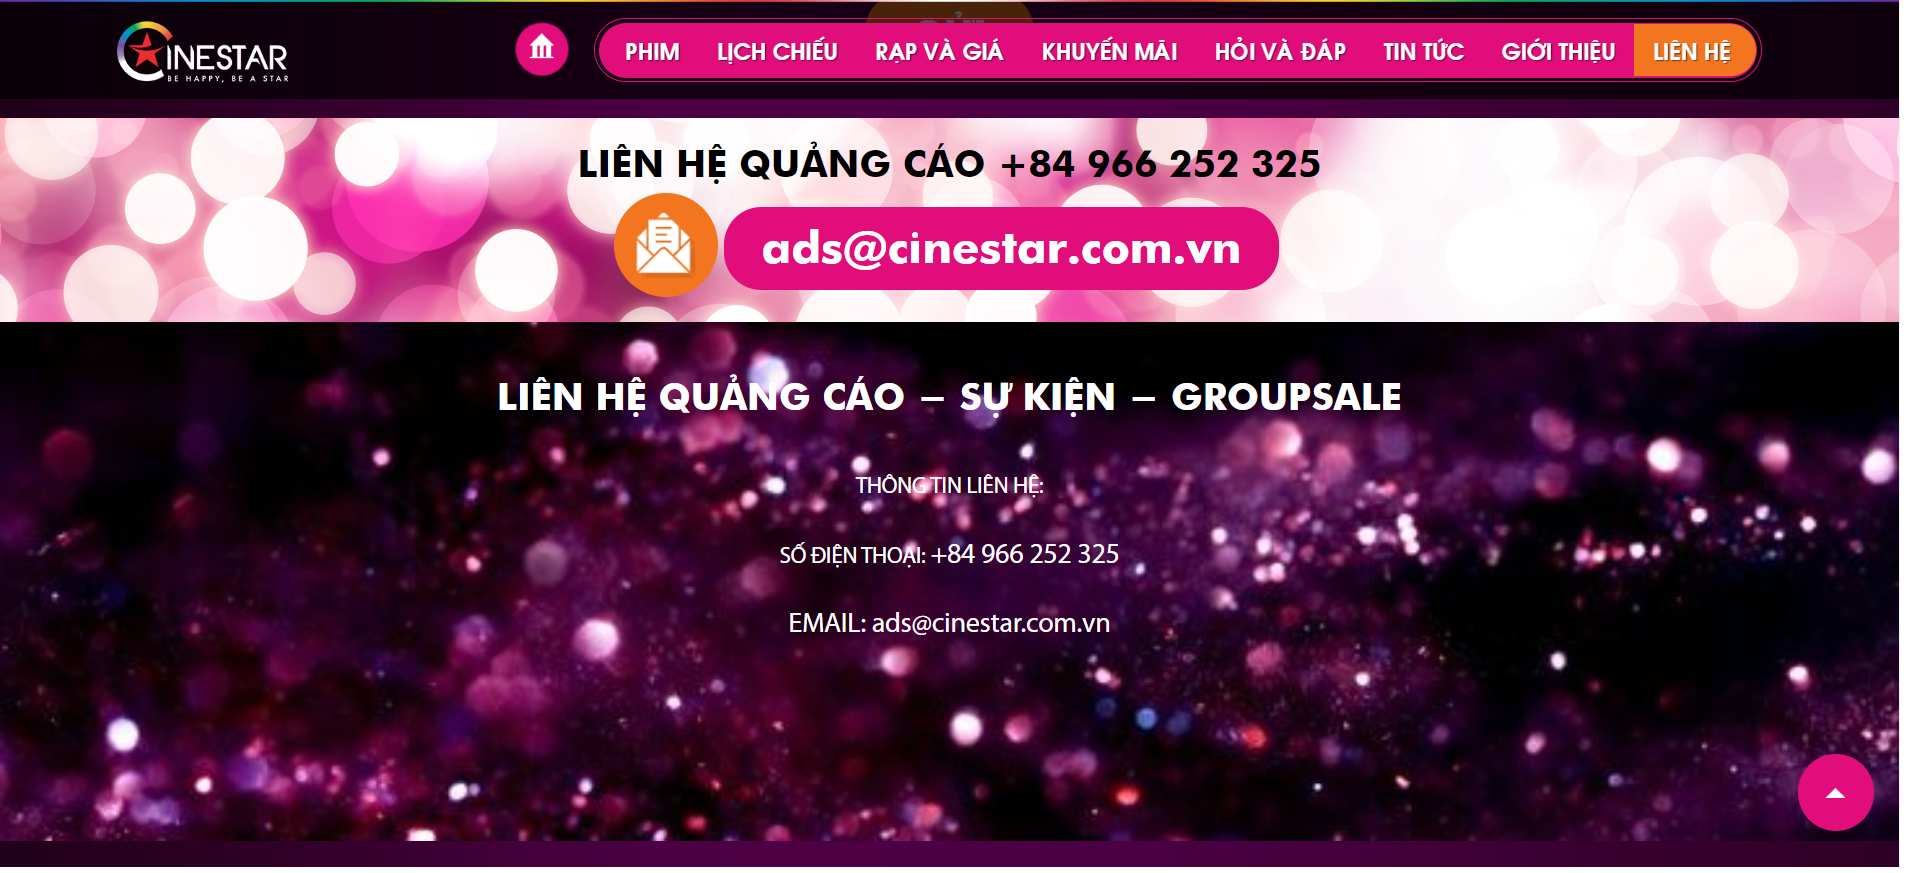 CINESTAR
BE HAPPY, BE A STAR
PHIM LỊCH CHIẾU RẠP VÀ GIÁ KHUYẾN MÃI HỎI VÀ ĐÁP TIN TỨC GIỚI THIỆU LIÊN HỆ
LIÊN HỆ QUẢNG CÁO +84 966 252 325
ads@cinestar.com.vn
LIÊN HỆ QUẢNG CÁO – SỰ KIỆN – GROUPSALE
THÔNG TIN LIÊN HỆ:
SỐ ĐIỆN THOẠI: +84 966 252 325
EMAIL: ads@cinestar.com.vn